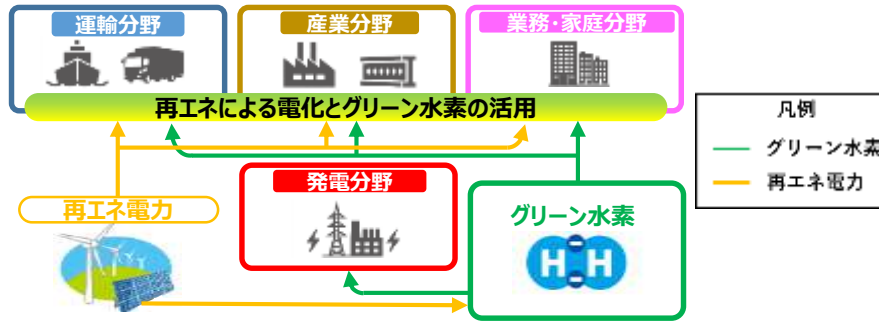 運輸分野
産業分野
業務・家庭分野
再エネによる電化とグリーン水素の活用
凡例
グリーン水素
再エネ電力
発電分野
再エネ電力
グリーン水素
H H